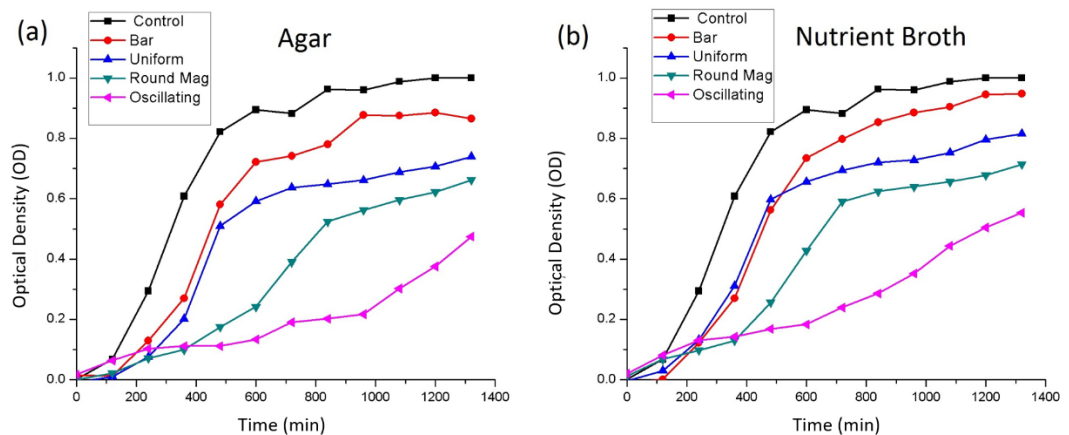 (a)
Control
Bar
Uniform
Round Mag
Oscillating
Agar
1.0
0.8
0.6
0.4
0.2
0.0
Optical Density (OD)
0 200 400 600 800 1000 1200 1400
Time (min)
(b)
Control
Bar
Uniform
Round Mag
Oscillating
Nutrient Broth
1.0
0.8
0.6
0.4
0.2
0.0
Optical Density (OD)
0 200 400 600 800 1000 1200 1400
Time (min)